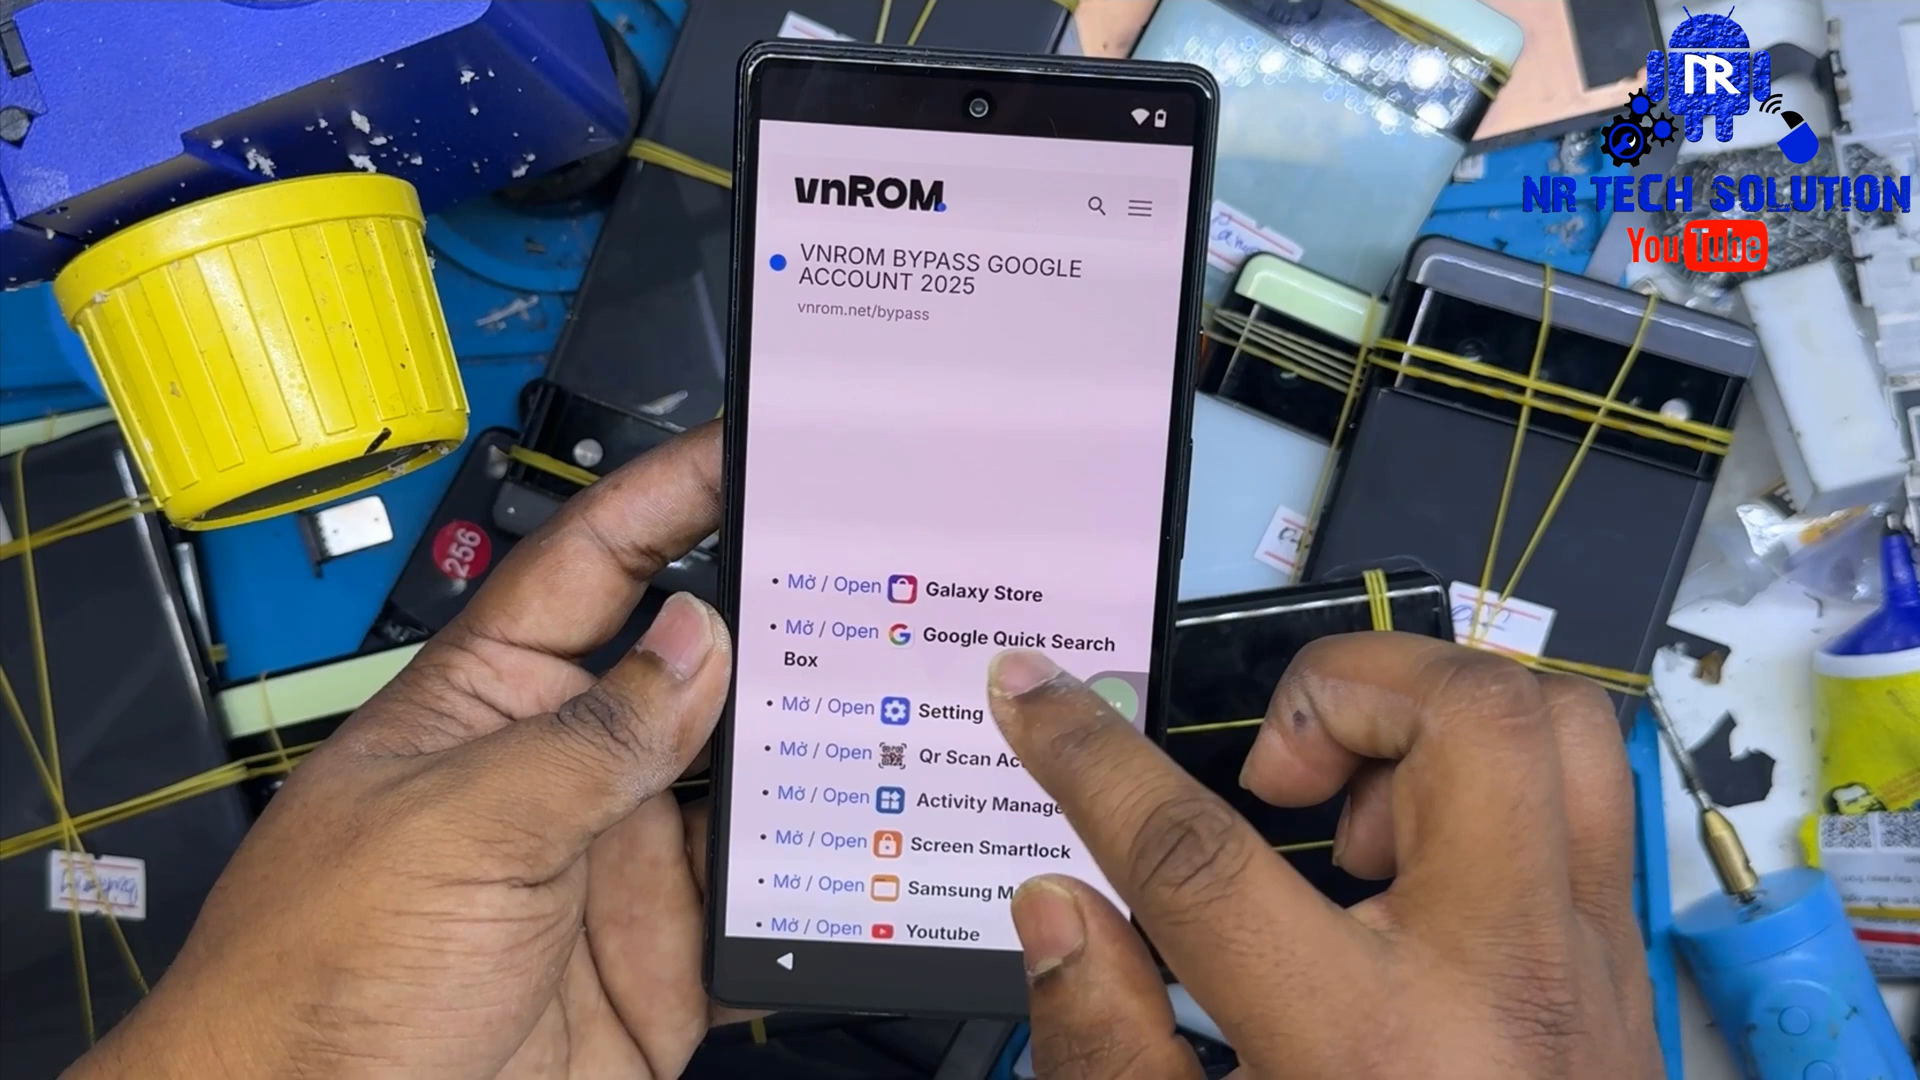 NR
NR TECH SOLUTION
YouTube
vnROM.
VNROM BYPASS GOOGLE
ACCOUNT 2025
vnrom.net/bypass
• Mở / Open Galaxy Store
• Mở / Open Google Quick Search
Box
• Mở / Open Setting
• Mở / Open Qr Scan
• Mở / Open Activity
• Mở / Open Screen Smartlock
• Mở / Open Samsung
• Mở / Open Youtube
256